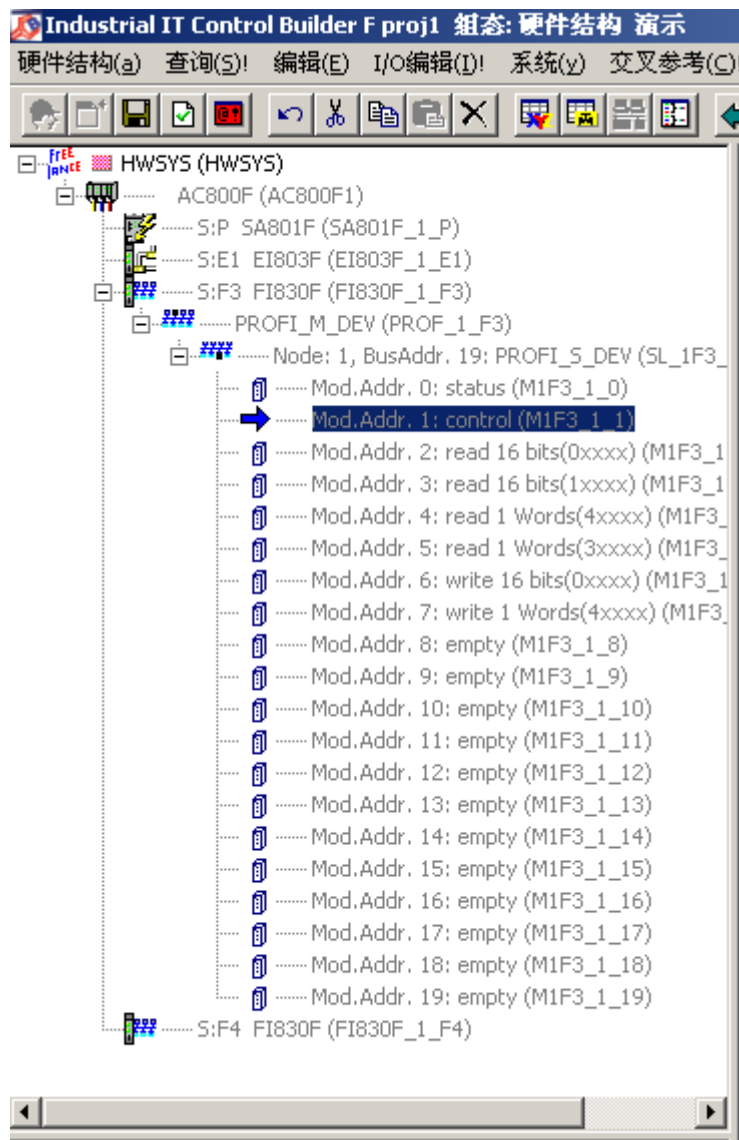 Industrial IT Control Builder F proj1 组态: 硬件结构 演示
硬件结构(a) 查询(S)! 编辑(E) I/O编辑(I)! 系统(y) 交叉参考(C)
FrEE
lANcE
HWSYS (HWSYS)
AC800F (AC800F1)
S:P SA801F (SA801F_1_P)
S:E1 EI803F (EI803F_1_E1)
S:F3 FI830F (FI830F_1_F3)
PROFI_M_DEV (PROF_1_F3)
Node: 1, BusAddr. 19: PROFI_S_DEV (SL_1F3_
Mod.Addr. 0: status (M1F3_1_0)
Mod.Addr. 1: control (M1F3_1_1)
Mod.Addr. 2: read 16 bits(0xxxx) (M1F3_1
Mod.Addr. 3: read 16 bits(1xxxx) (M1F3_1
Mod.Addr. 4: read 1 Words(4xxxx) (M1F3_
Mod.Addr. 5: read 1 Words(3xxxx) (M1F3_
Mod.Addr. 6: write 16 bits(0xxxx) (M1F3_1
Mod.Addr. 7: write 1 Words(4xxxx) (M1F3_
Mod.Addr. 8: empty (M1F3_1_8)
Mod.Addr. 9: empty (M1F3_1_9)
Mod.Addr. 10: empty (M1F3_1_10)
Mod.Addr. 11: empty (M1F3_1_11)
Mod.Addr. 12: empty (M1F3_1_12)
Mod.Addr. 13: empty (M1F3_1_13)
Mod.Addr. 14: empty (M1F3_1_14)
Mod.Addr. 15: empty (M1F3_1_15)
Mod.Addr. 16: empty (M1F3_1_16)
Mod.Addr. 17: empty (M1F3_1_17)
Mod.Addr. 18: empty (M1F3_1_18)
Mod.Addr. 19: empty (M1F3_1_19)
S:F4 FI830F (FI830F_1_F4)